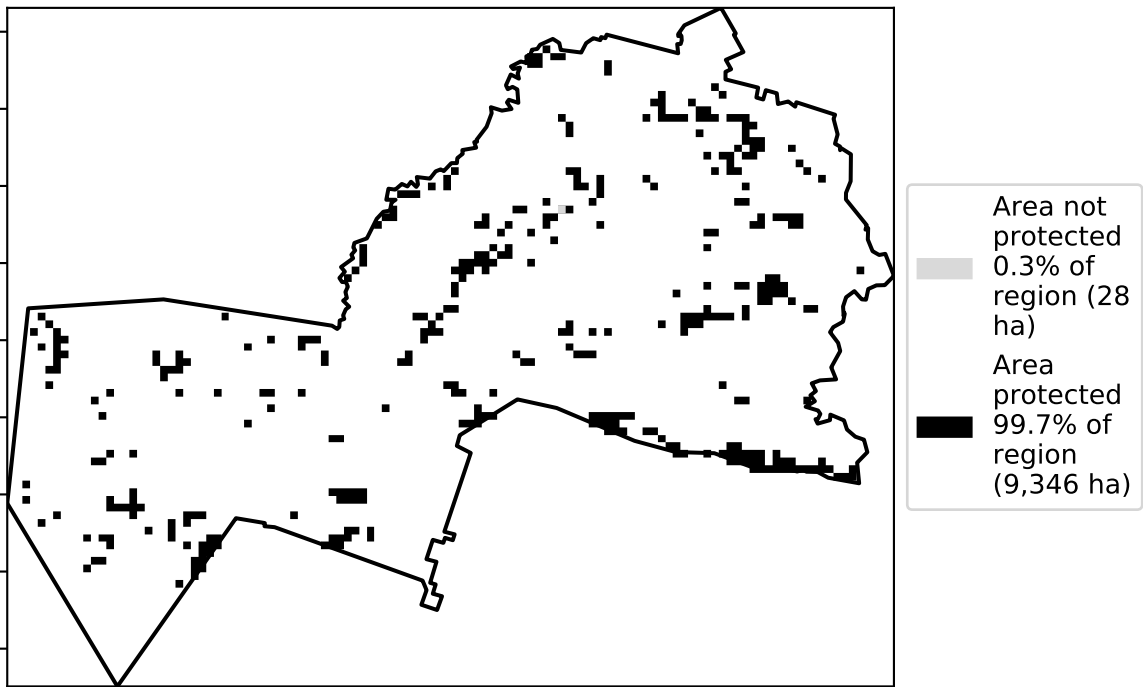 Area not
protected
0.3% of
region (28
ha)
Area
protected
99.7% of
region
(9,346 ha)